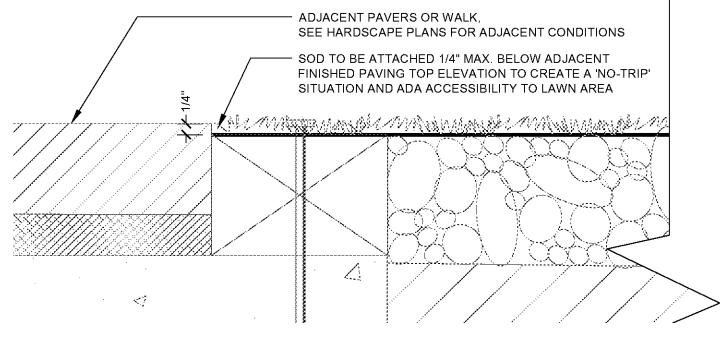 ADJACENT PAVERS OR WALK,
SEE HARDSCAPE PLANS FOR ADJACENT CONDITIONS
SOD TO BE ATTACHED 1/4" MAX. BELOW ADJACENT
FINISHED PAVING TOP ELEVATION TO CREATE A 'NO-TRIP'
SITUATION AND ADA ACCESSIBILITY TO LAWN AREA
1/4"